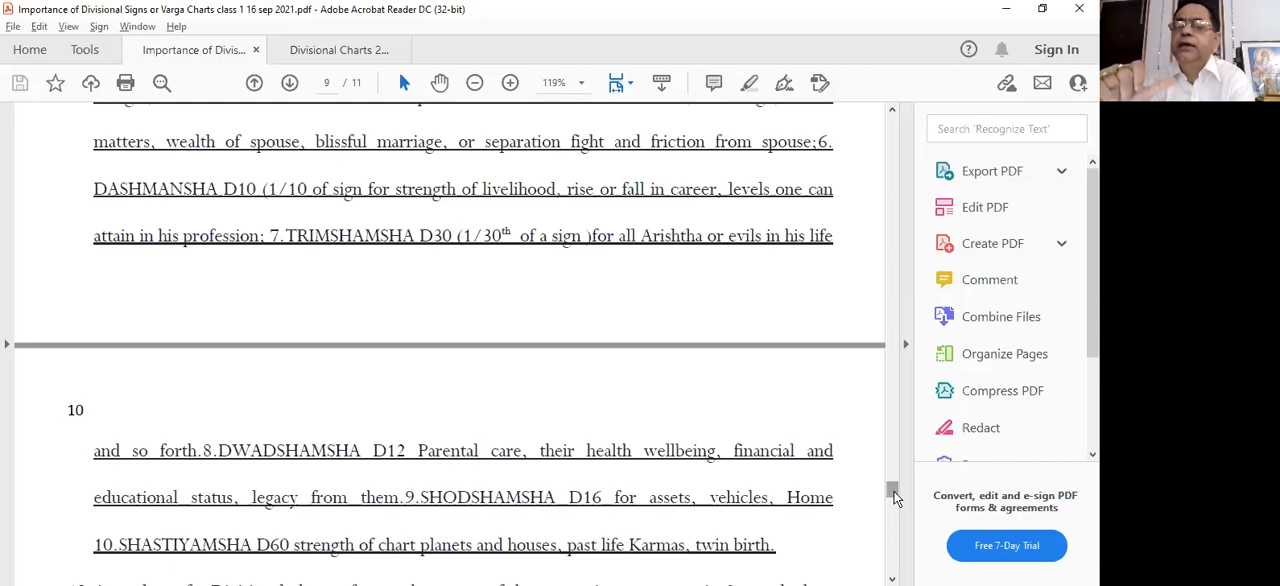 Importance of Divisional Signs or Varga Charts class 1 16 sep 2021.pdf - Adobe Acrobat Reader DC (32-bit)
File Edit View Sign Window Help
Home Tools Importance of Divis... × Divisional Charts 2... Sign In
9 / 11 119%
matters, wealth of spouse, blissful marriage, or separation fight and friction from spouse;6.
DASHMANSHA D10 (1/10 of sign for strength of livelihood, rise or fall in career, levels one can
attain in his profession; 7.TRIMSHAMSHA D30 (1/30th of a sign )for all Arishtha or evils in his life
10
and so forth.8.DWADSHAMSHA D12 Parental care, their health wellbeing, financial and
educational status, legacy from them.9.SHODSHAMSHA D16 for assets, vehicles, Home
10.SHASTIYAMSHA D60 strength of chart planets and houses, past life Karmas, twin birth.
Search 'Recognize Text'
Export PDF
Edit PDF
Create PDF
Comment
Combine Files
Organize Pages
Compress PDF
Redact
Convert, edit and e-sign PDF
forms & agreements
Free 7-Day Trial